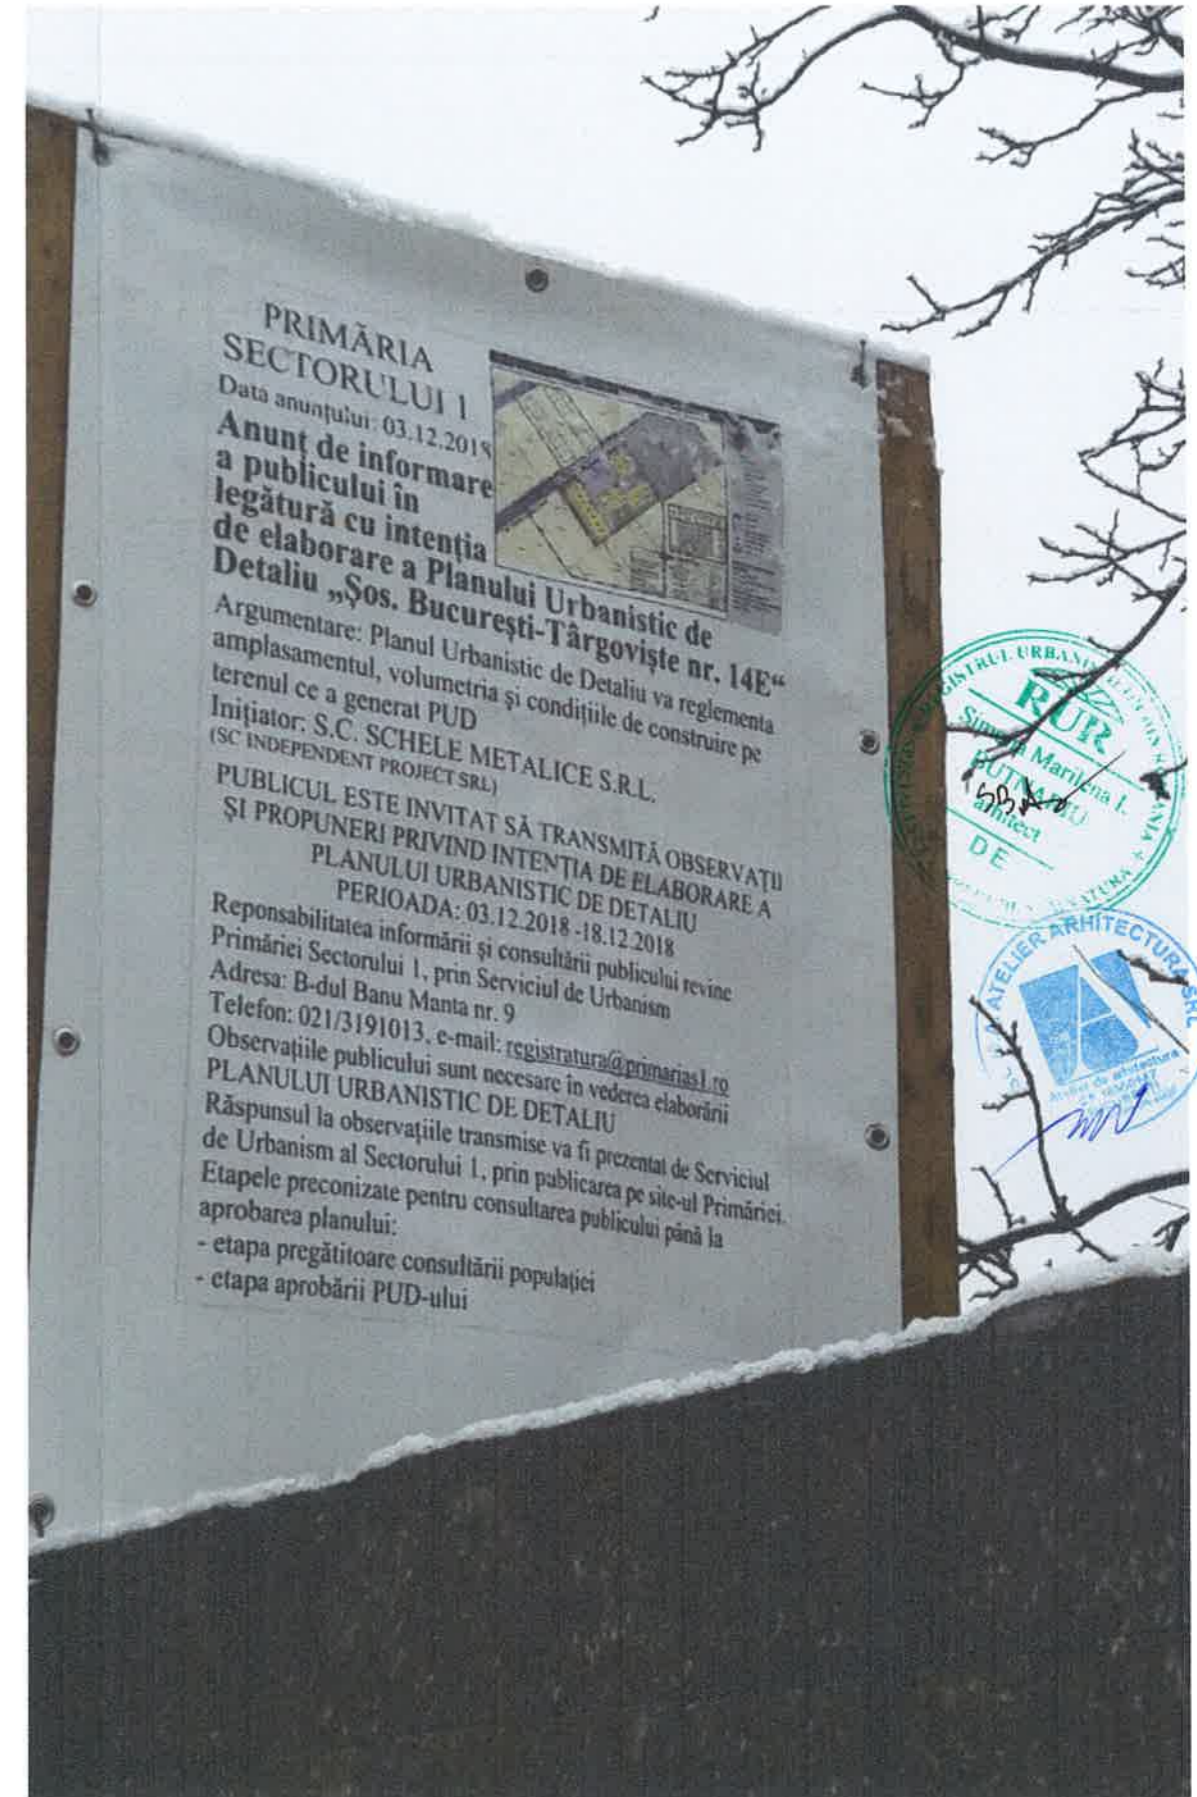 PRIMĂRIA
SECTORULUI 1
Data anunțului: 03.12.2018
Anunț de informare
a publicului în
legătură cu intenția
de elaborare a Planului Urbanistic de
Detaliu „Șos. București-Târgoviște nr. 14E“
Argumentare: Planul Urbanistic de Detaliu va reglementa
amplasamentul, volumetria și condițiile de construire pe
terenul ce a generat PUD
Inițiator: S.C. SCHELE METALICE S.R.L.
(SC INDEPENDENT PROJECT SRL)
PUBLICUL ESTE INVITAT SĂ TRANSMITĂ OBSERVAȚII
ȘI PROPUNERI PRIVIND INTENȚIA DE ELABORARE A
PLANULUI URBANISTIC DE DETALIU
PERIOADA: 03.12.2018 -18.12.2018
Reponsabilitatea informării și consultării publicului revine
Primăriei Sectorului 1, prin Serviciul de Urbanism
Adresa: B-dul Banu Manta nr. 9
Telefon: 021/3191013, e-mail: registratura@primarias1.ro
Observațiile publicului sunt necesare în vederea elaborării
PLANULUI URBANISTIC DE DETALIU
Răspunsul la observațiile transmise va fi prezentat de Serviciul
de Urbanism al Sectorului 1, prin publicarea pe site-ul Primăriei.
Etapele preconizate pentru consultarea publicului până la
aprobarea planului:
- etapa pregătitoare consultării populației
- etapa aprobării PUD-ului
RUR
Marilena I.
arhitect
DE
ATELIER ARHITECTURA SRL
Atelier de arhitectura